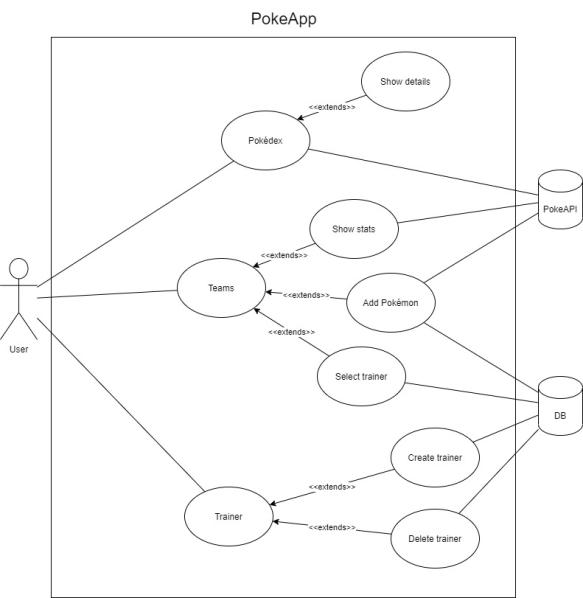 PokeApp
Show details
<<extends>>
Pokédex
PokeAPI
Show stats
<<extends>>
Teams
<<extends>>
Add Pokémon
<<extends>>
User
Select trainer
DB
Create trainer
<<extends>>
Trainer
<<extends>>
Delete trainer